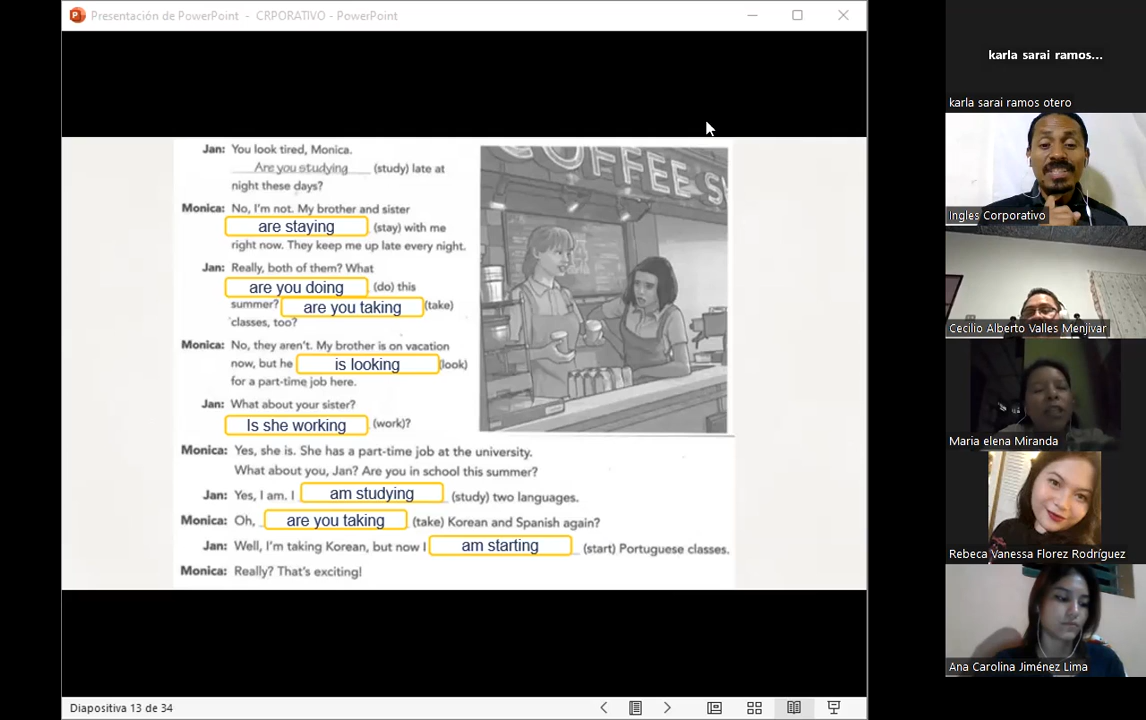 Presentación de PowerPoint - CRPORATIVO - PowerPoint
Jan: You look tired, Monica.
Are you studying (study) late at
night these days?
Monica: No, I'm not. My brother and sister
are staying (stay) with me
right now. They keep me up late every night.
Jan: Really, both of them? What
are you doing (do) this
summer? are you taking (take)
classes, too?
Monica: No, they aren't. My brother is on vacation
now, but he is looking (look)
for a part-time job here.
Jan: What about your sister?
Is she working (work)?
Monica: Yes, she is. She has a part-time job at the university.
What about you, Jan? Are you in school this summer?
Jan: Yes, I am. I am studying (study) two languages.
Monica: Oh, are you taking (take) Korean and Spanish again?
Jan: Well, I'm taking Korean, but now I am starting (start) Portuguese classes.
Monica: Really? That's exciting!
COFFEE S
Diapositiva 13 de 34
karla sarai ramos...
karla sarai ramos otero
Ingles Corporativo
Cecilio Alberto Valles Menjivar
Maria elena Miranda
Rebeca Vanessa Florez Rodríguez
Ana Carolina Jiménez Lima